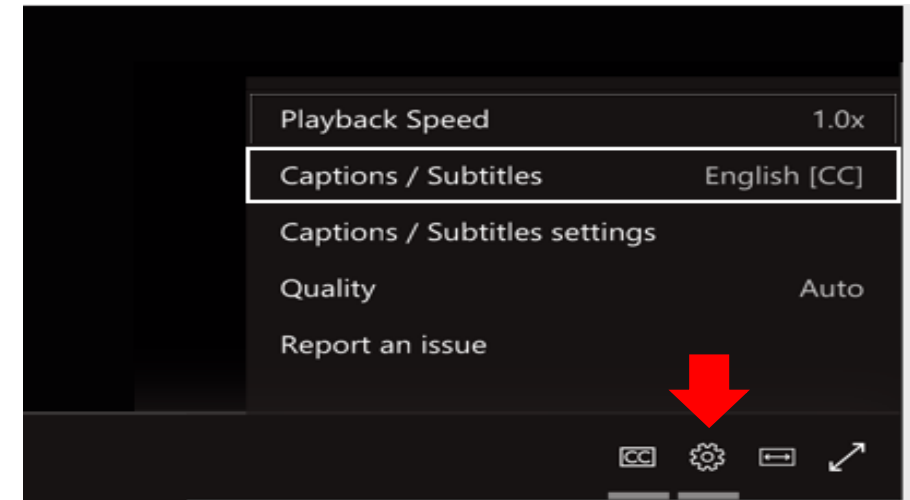 Playback Speed 1.0x
Captions / Subtitles English [CC]
Captions / Subtitles settings
Quality Auto
Report an issue
CC